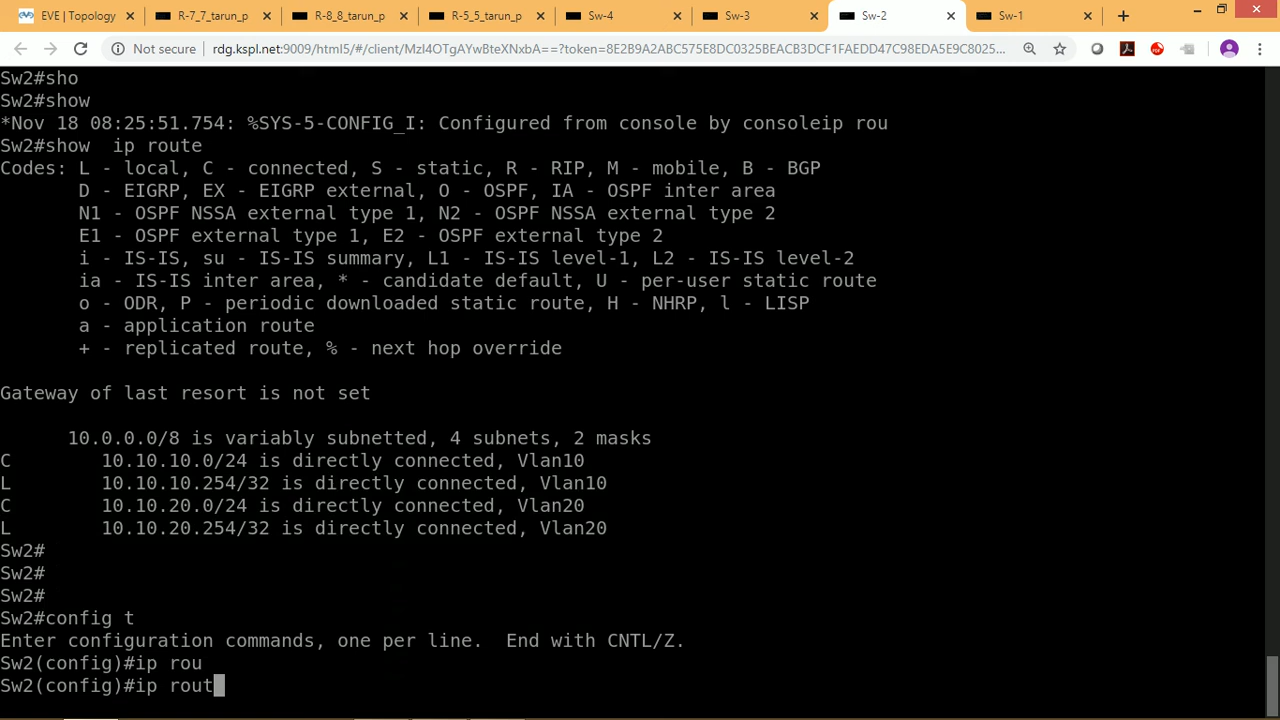 EVE | Topology
R-7_7_tarun_p
R-8_8_tarun_p
R-5_5_tarun_p
Sw-4
Sw-3
Sw-2
Sw-1
Not secure
rdg.kspl.net:9009/html5/#/client/MzI4OTgAYwBteXNxbA==?token=8E2B9A2ABC575E8DC0325BEACB3DCF1FAEDD47C98EDA5E9C8025...
Sw2#sho
Sw2#show
*Nov 18 08:25:51.754: %SYS-5-CONFIG_I: Configured from console by consoleip rou
Sw2#show  ip route
Codes: L - local, C - connected, S - static, R - RIP, M - mobile, B - BGP
D - EIGRP, EX - EIGRP external, O - OSPF, IA - OSPF inter area
N1 - OSPF NSSA external type 1, N2 - OSPF NSSA external type 2
E1 - OSPF external type 1, E2 - OSPF external type 2
i - IS-IS, su - IS-IS summary, L1 - IS-IS level-1, L2 - IS-IS level-2
ia - IS-IS inter area, * - candidate default, U - per-user static route
o - ODR, P - periodic downloaded static route, H - NHRP, l - LISP
a - application route
+ - replicated route, % - next hop override
Gateway of last resort is not set
10.0.0.0/8 is variably subnetted, 4 subnets, 2 masks
C 10.10.10.0/24 is directly connected, Vlan10
L 10.10.10.254/32 is directly connected, Vlan10
C 10.10.20.0/24 is directly connected, Vlan20
L 10.10.20.254/32 is directly connected, Vlan20
Sw2#
Sw2#
Sw2#
Sw2#config t
Enter configuration commands, one per line.  End with CNTL/Z.
Sw2(config)#ip rou
Sw2(config)#ip rout